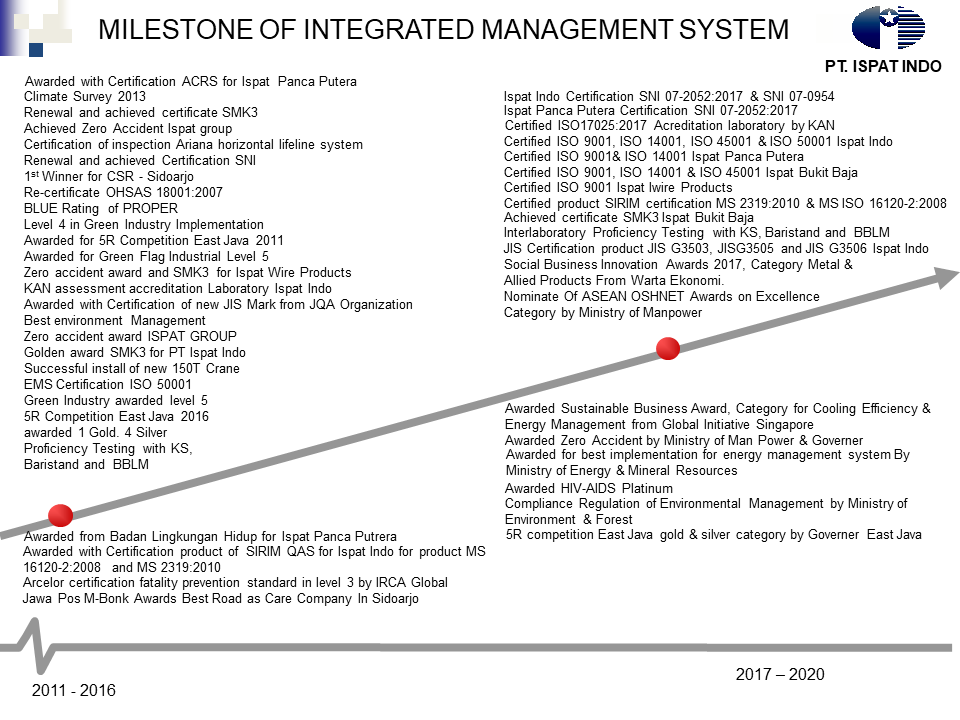 MILESTONE OF INTEGRATED MANAGEMENT SYSTEM
PT. ISPAT INDO
Awarded with Certification ACRS for Ispat Panca Putera
Climate Survey 2013
Renewal and achieved certificate SMK3
Achieved Zero Accident Ispat group
Certification of inspection Ariana horizontal lifeline system
Renewal and achieved Certification SNI
1st Winner for CSR - Sidoarjo
Re-certificate OHSAS 18001:2007
BLUE Rating of PROPER
Level 4 in Green Industry Implementation
Awarded for 5R Competition East Java 2011
Awarded for Green Flag Industrial Level 5
Zero accident award and SMK3 for Ispat Wire Products
KAN assessment accreditation Laboratory Ispat Indo
Awarded with Certification of new JIS Mark from JQA Organization
Best environment Management
Zero accident award ISPAT GROUP
Golden award SMK3 for PT Ispat Indo
Successful install of new 150T Crane
EMS Certification ISO 50001
Green Industry awarded level 5
5R Competition East Java 2016
awarded 1 Gold. 4 Silver
Proficiency Testing with KS,
Baristand and BBLM
Awarded from Badan Lingkungan Hidup for Ispat Panca Putrera
Awarded with Certification product of SIRIM QAS for Ispat Indo for product MS
16120-2:2008 and MS 2319:2010
Arcelor certification fatality prevention standard in level 3 by IRCA Global
Jawa Pos M-Bonk Awards Best Road as Care Company In Sidoarjo
2011 - 2016
Ispat Indo Certification SNI 07-2052:2017 & SNI 07-0954
Ispat Panca Putera Certification SNI 07-2052:2017
Certified ISO17025:2017 Acreditation laboratory by KAN
Certified ISO 9001, ISO 14001, ISO 45001 & ISO 50001 Ispat Indo
Certified ISO 9001& ISO 14001 Ispat Panca Putera
Certified ISO 9001, ISO 14001 & ISO 45001 Ispat Bukit Baja
Certified ISO 9001 Ispat Iwire Products
Certified product SIRIM certification MS 2319:2010 & MS ISO 16120-2:2008
Achieved certificate SMK3 Ispat Bukit Baja
Interlaboratory Proficiency Testing with KS, Baristand and BBLM
JIS Certification product JIS G3503, JISG3505 and JIS G3506 Ispat Indo
Social Business Innovation Awards 2017, Category Metal &
Allied Products From Warta Ekonomi.
Nominate Of ASEAN OSHNET Awards on Excellence
Category by Ministry of Manpower
Awarded Sustainable Business Award, Category for Cooling Efficiency &
Energy Management from Global Initiative Singapore
Awarded Zero Accident by Ministry of Man Power & Governer
Awarded for best implementation for energy management system By
Ministry of Energy & Mineral Resources
Awarded HIV-AIDS Platinum
Compliance Regulation of Environmental Management by Ministry of
Environment & Forest
5R competition East Java gold & silver category by Governer East Java
2017 – 2020